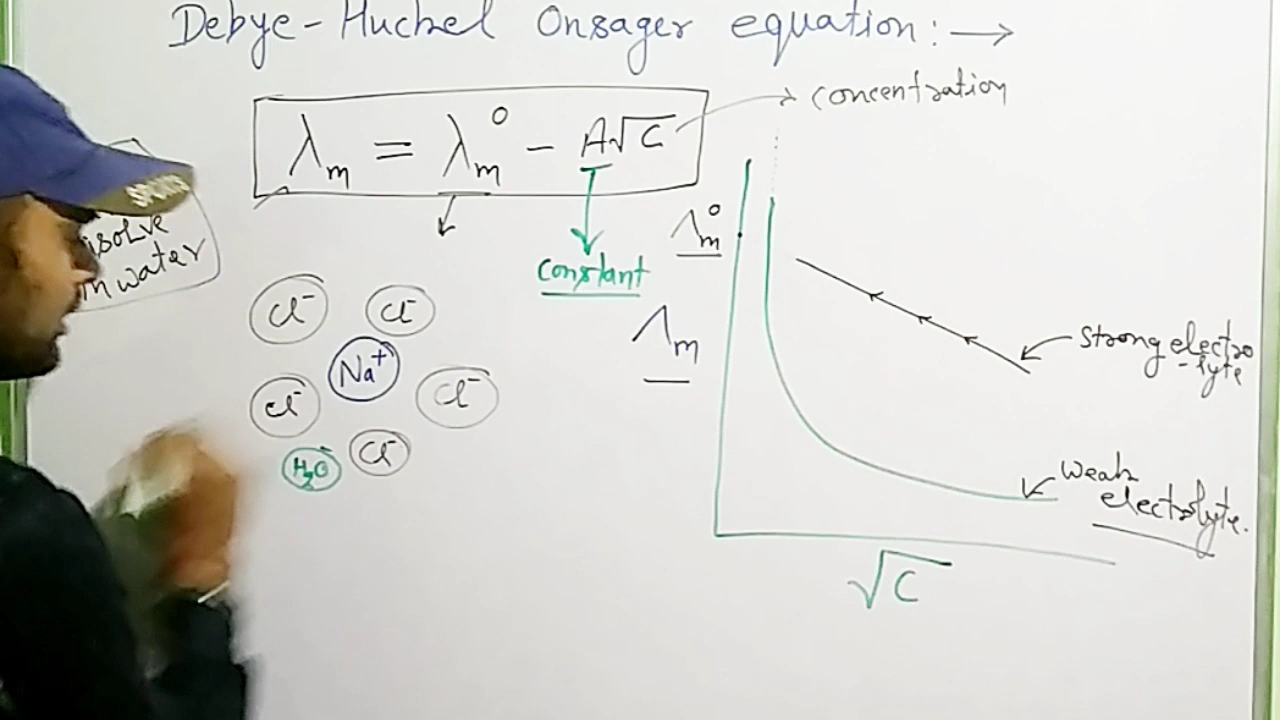 Debye-Huckel Onsager equation:→
λm = λm° - A√C
→ concentration
constant
SPORTS
isolve
in water
Cl⁻
Cl⁻
Na⁺
Cl⁻
Cl⁻
H₂O
Cl⁻
Λm°
Λm
Strong electro
-lyte
Weak
electrolyte.
√C